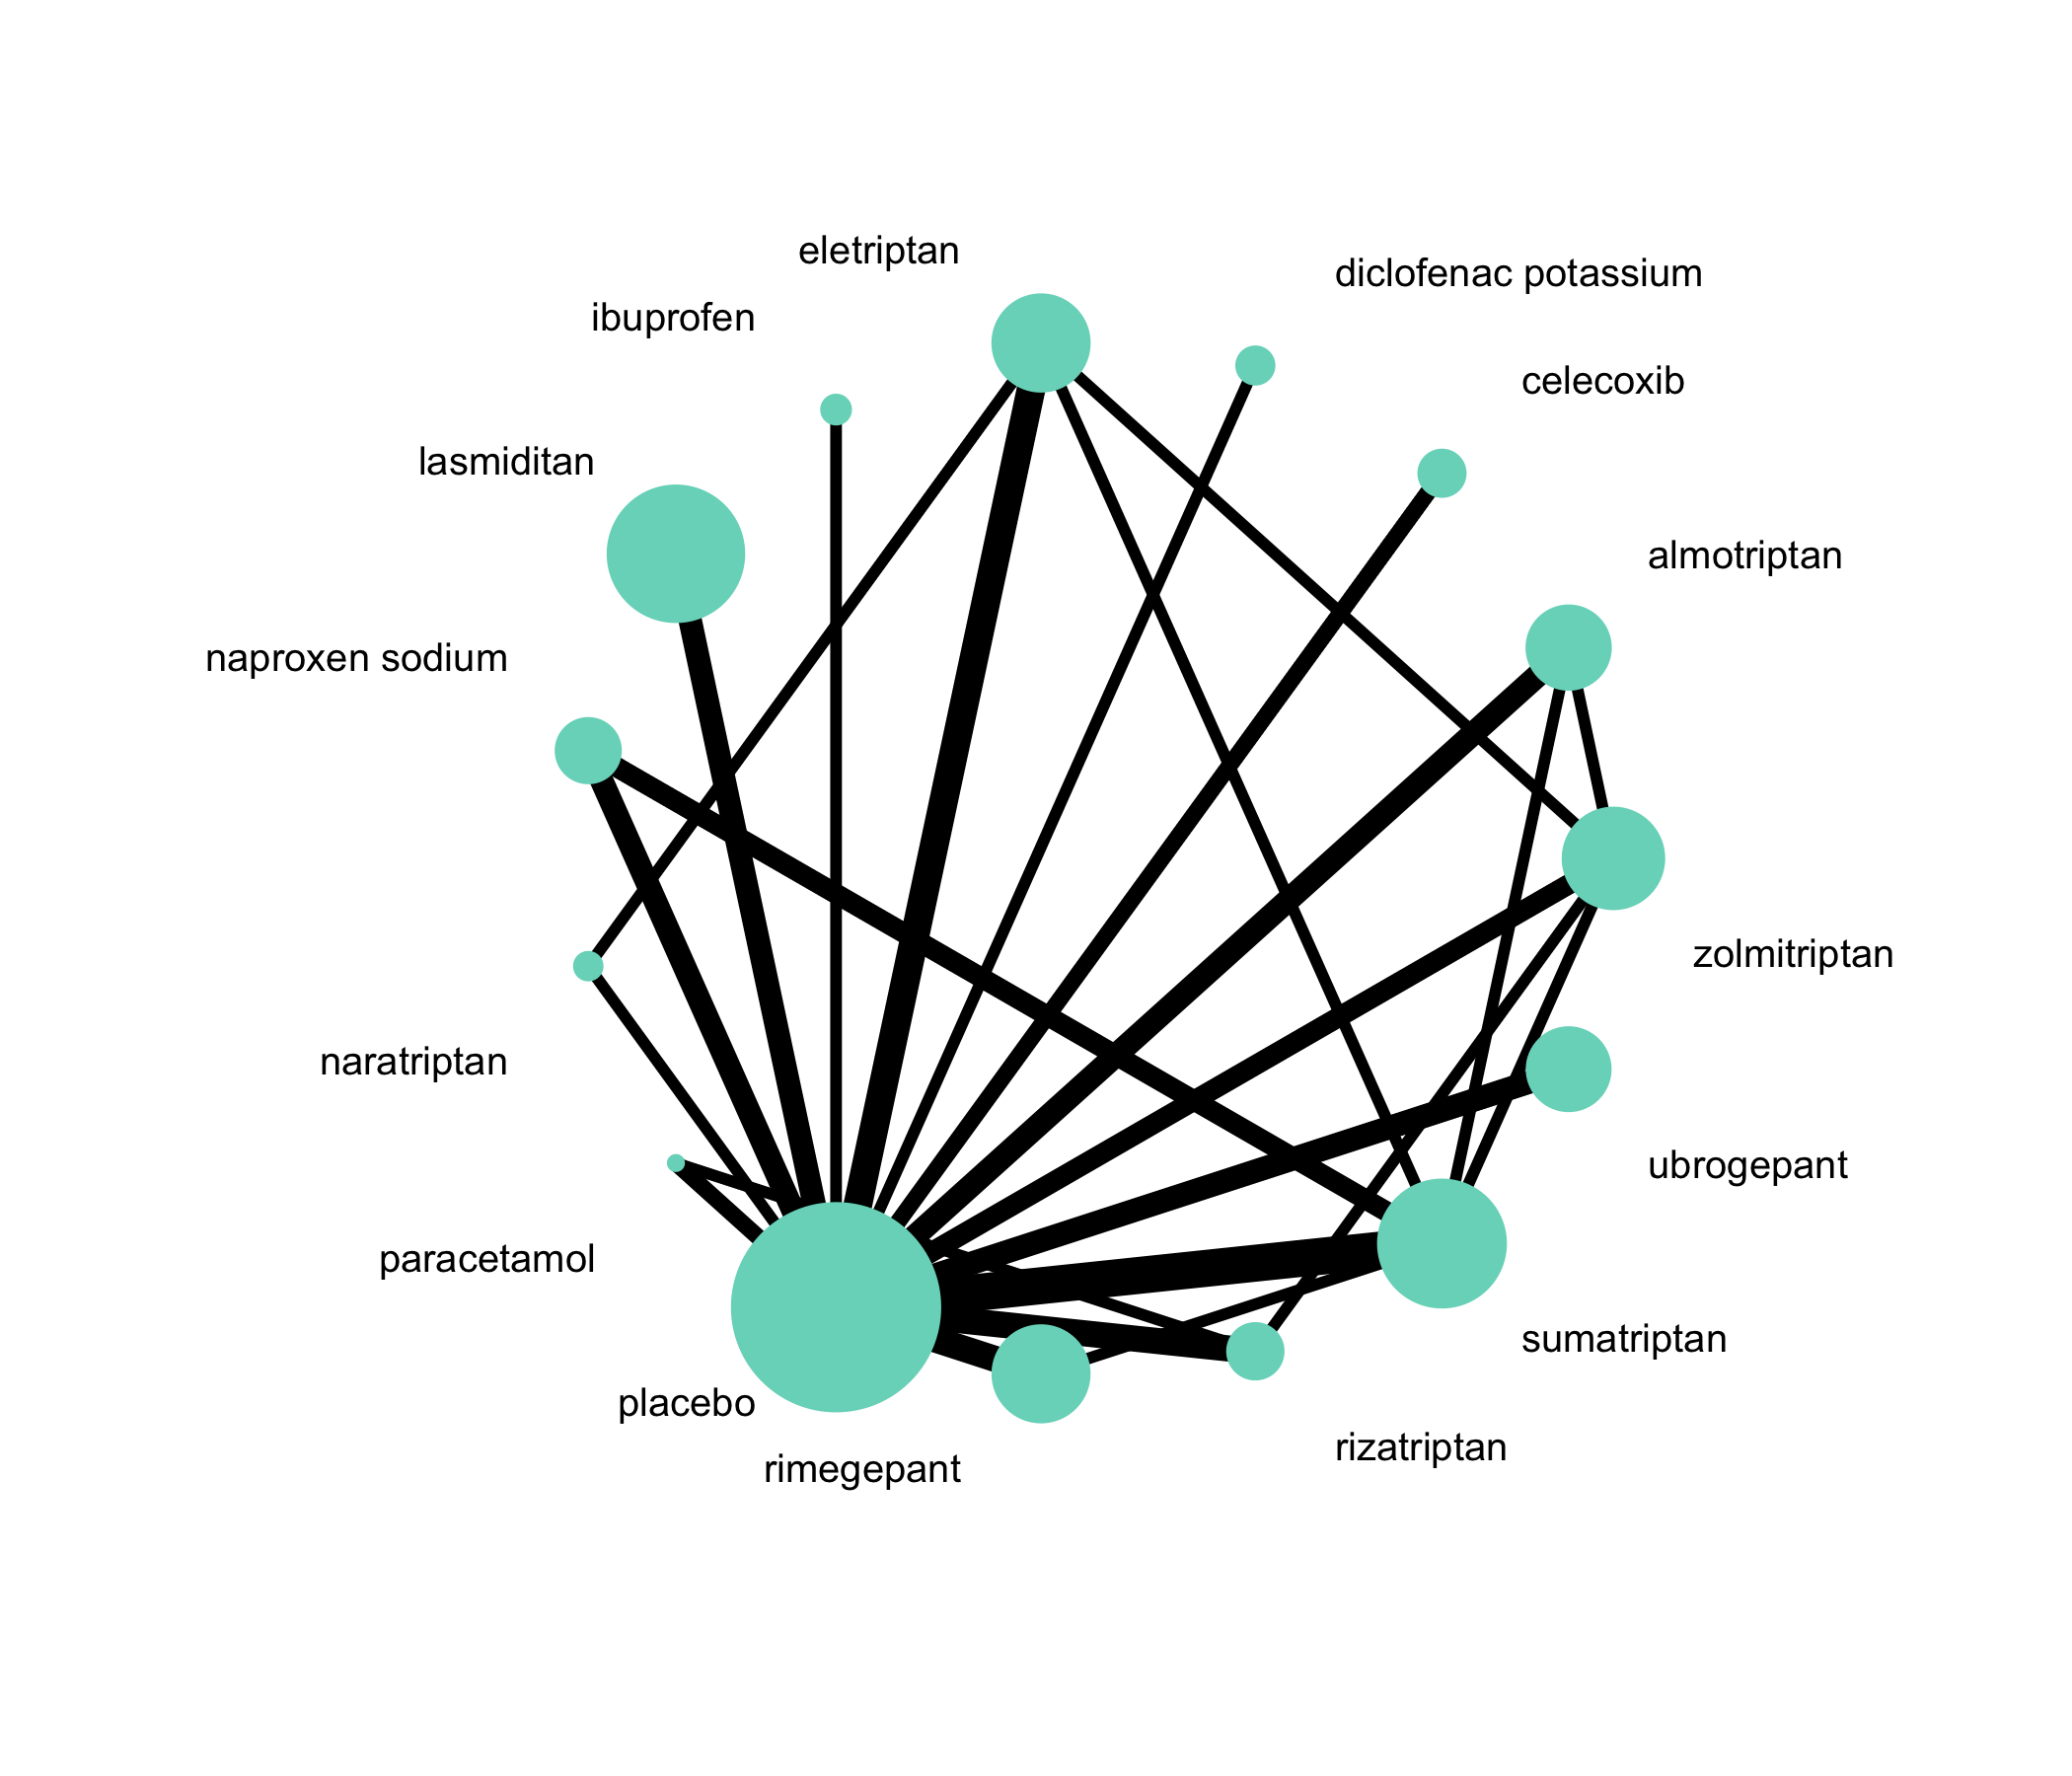 eletriptan
diclofenac potassium
ibuprofen
celecoxib
lasmiditan
almotriptan
naproxen sodium
zolmitriptan
naratriptan
ubrogepant
paracetamol
sumatriptan
placebo
rizatriptan
rimegepant